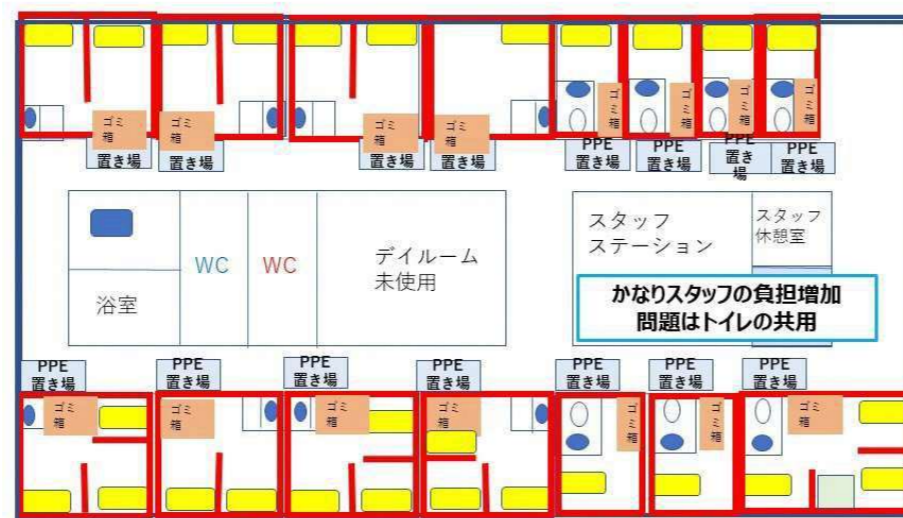 ゴミ
箱
ゴミ
箱
ゴミ
箱
ゴミ
箱
ゴミ
箱
ゴミ
箱
ゴミ
箱
ゴミ
箱
置き場
置き場
PPE
置き場
置き場
PPE
置き場
PPE
置き場
PPE
置き
場
PPE
置き場
浴室
WC
WC
デイルーム
未使用
スタッフ
ステーション
スタッフ
休憩室
かなりスタッフの負担増加
問題はトイレの共用
PPE
置き場
PPE
置き場
PPE
置き場
PPE
置き場
PPE
置き場
PPE
置き場
PPE
置き場
ゴミ
箱
ゴミ
箱
ゴミ
箱
ゴミ
箱
ゴミ
箱
ゴミ
箱
ゴミ
箱